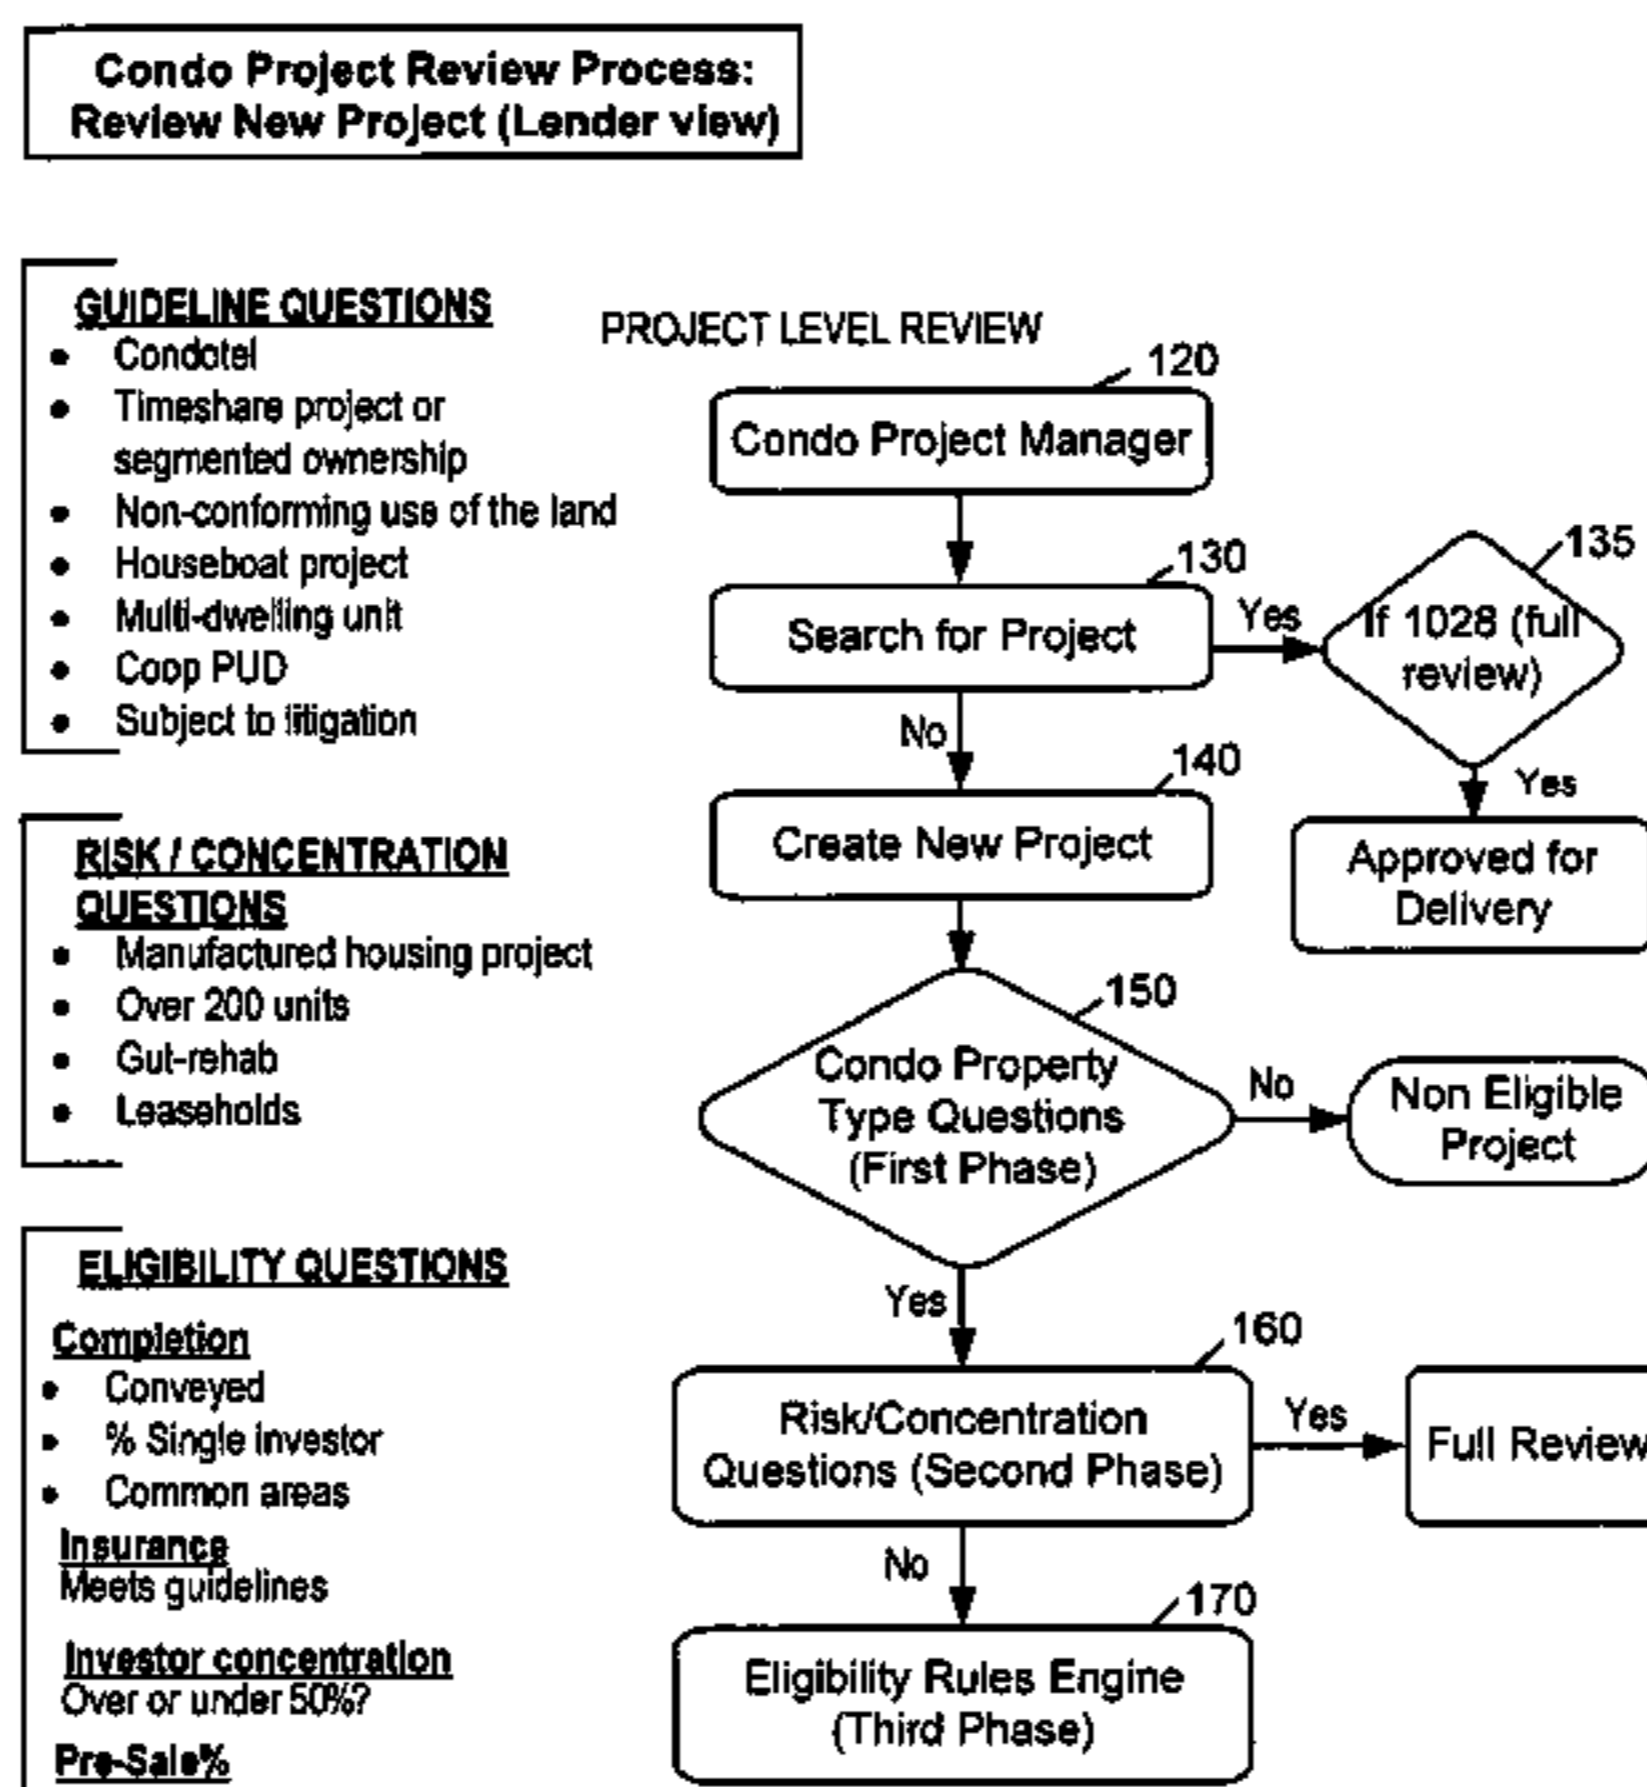 Condo Project Review Process:
Review New Project (Lender view)
GUIDELINE QUESTIONS
• Condotel
• Timeshare project or
segmented ownership
• Non-conforming use of the land
• Houseboat project
• Multi-dwelling unit
• Coop PUD
• Subject to litigation
RISK / CONCENTRATION
QUESTIONS
• Manufactured housing project
• Over 200 units
• Gut-rehab
• Leaseholds
ELIGIBILITY QUESTIONS
Completion
• Conveyed
• % Single investor
• Common areas
Insurance
Meets guidelines
Investor concentration
Over or under 50%?
Pre-Sale%
PROJECT LEVEL REVIEW
120
Condo Project Manager
130
Search for Project
Yes
135
If 1028 (full
review)
Yes
Approved for
Delivery
No
140
Create New Project
150
Condo Property
Type Questions
(First Phase)
No
Non Eligible
Project
Yes
160
Risk/Concentration
Questions (Second Phase)
Yes
Full Review
No
170
Eligibility Rules Engine
(Third Phase)